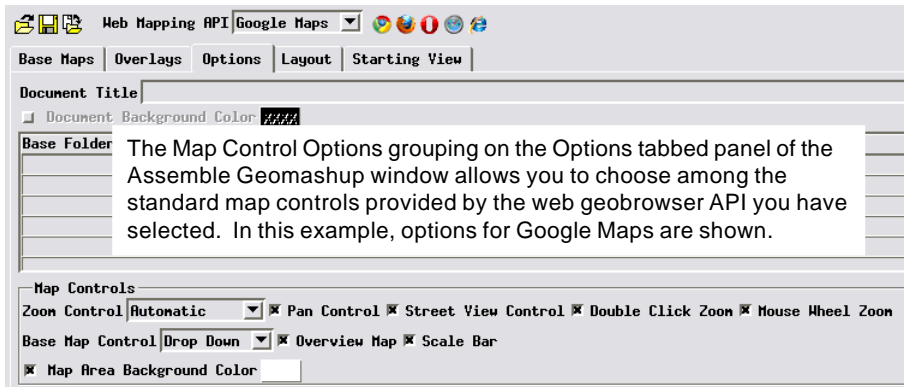 Web Mapping API Google Maps
Base Maps Overlays Options Layout Starting View
Document Title
Document Background Color
Base Folder
The Map Control Options grouping on the Options tabbed panel of the
Assemble Geomashup window allows you to choose among the
standard map controls provided by the web geobrowser API you have
selected. In this example, options for Google Maps are shown.
Map Controls
Zoom Control Automatic Pan Control Street View Control Double Click Zoom Mouse Wheel Zoom
Base Map Control Drop Down Overview Map Scale Bar
Map Area Background Color